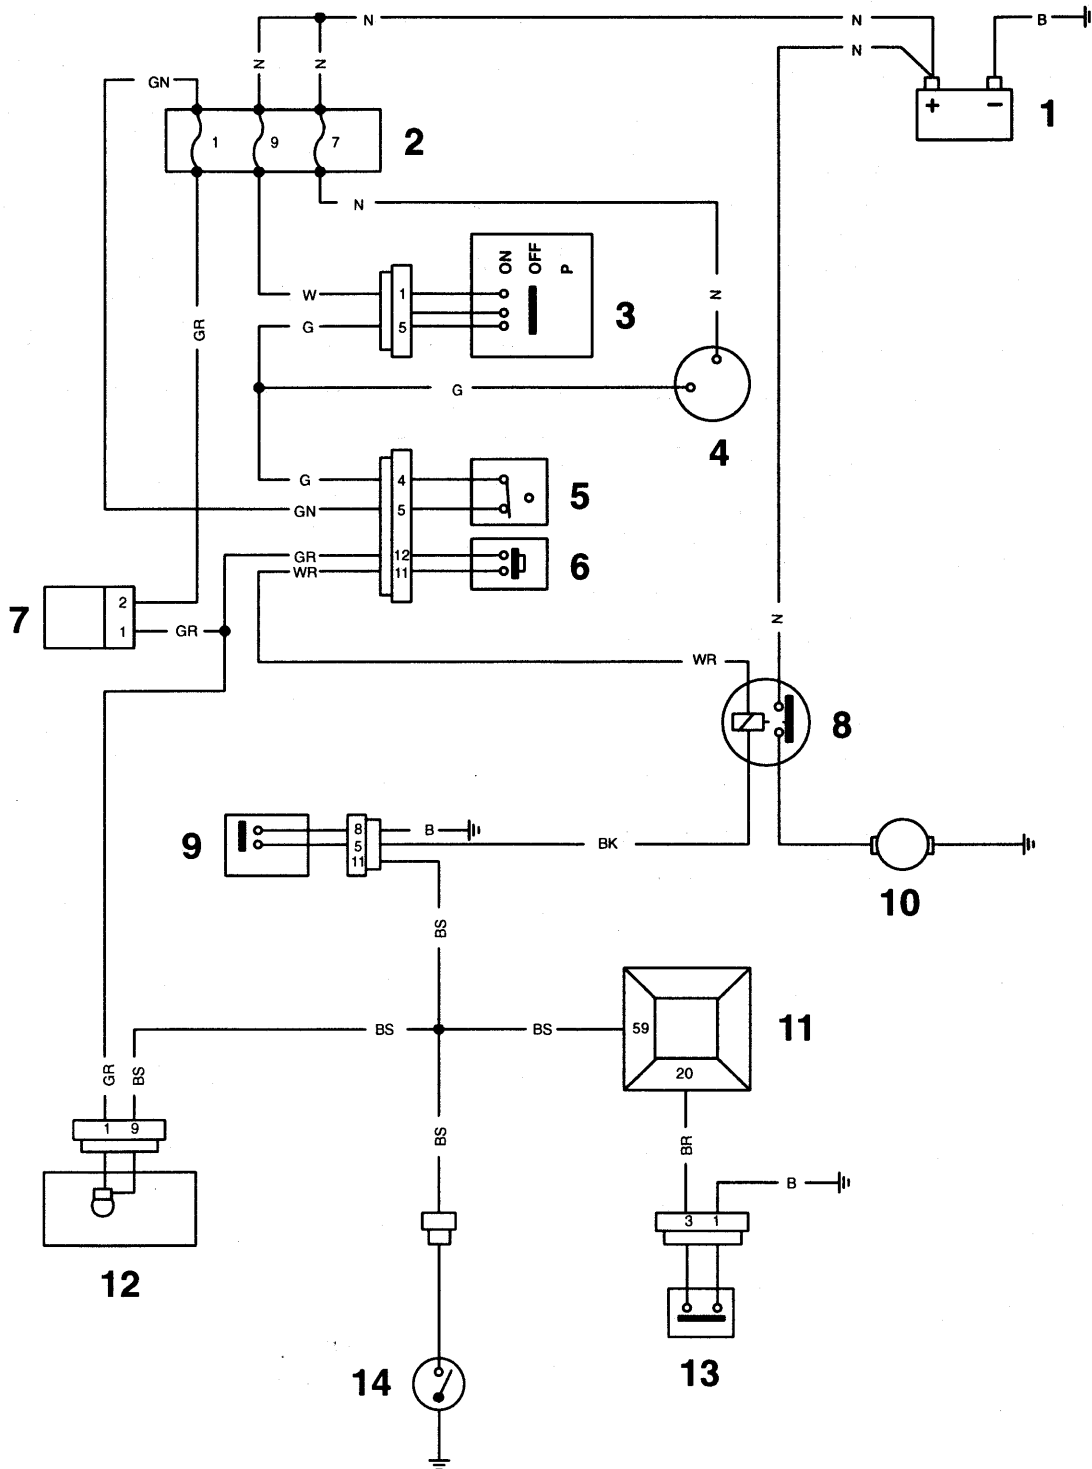 N N B
N
N N
GN
1 9 7
2
+ −
1
N
ON OFF P
W 1
G 5
3
N
GR
G
4
G 4
GN 5
5
GR 12
WR 11
6
7
2
1 GR
N
WR
8
9
8 B
5 BK
11
10
BS
BS BS 59
11
20
GR BS
BS
BR
1 9
B
3 1
12
13
14